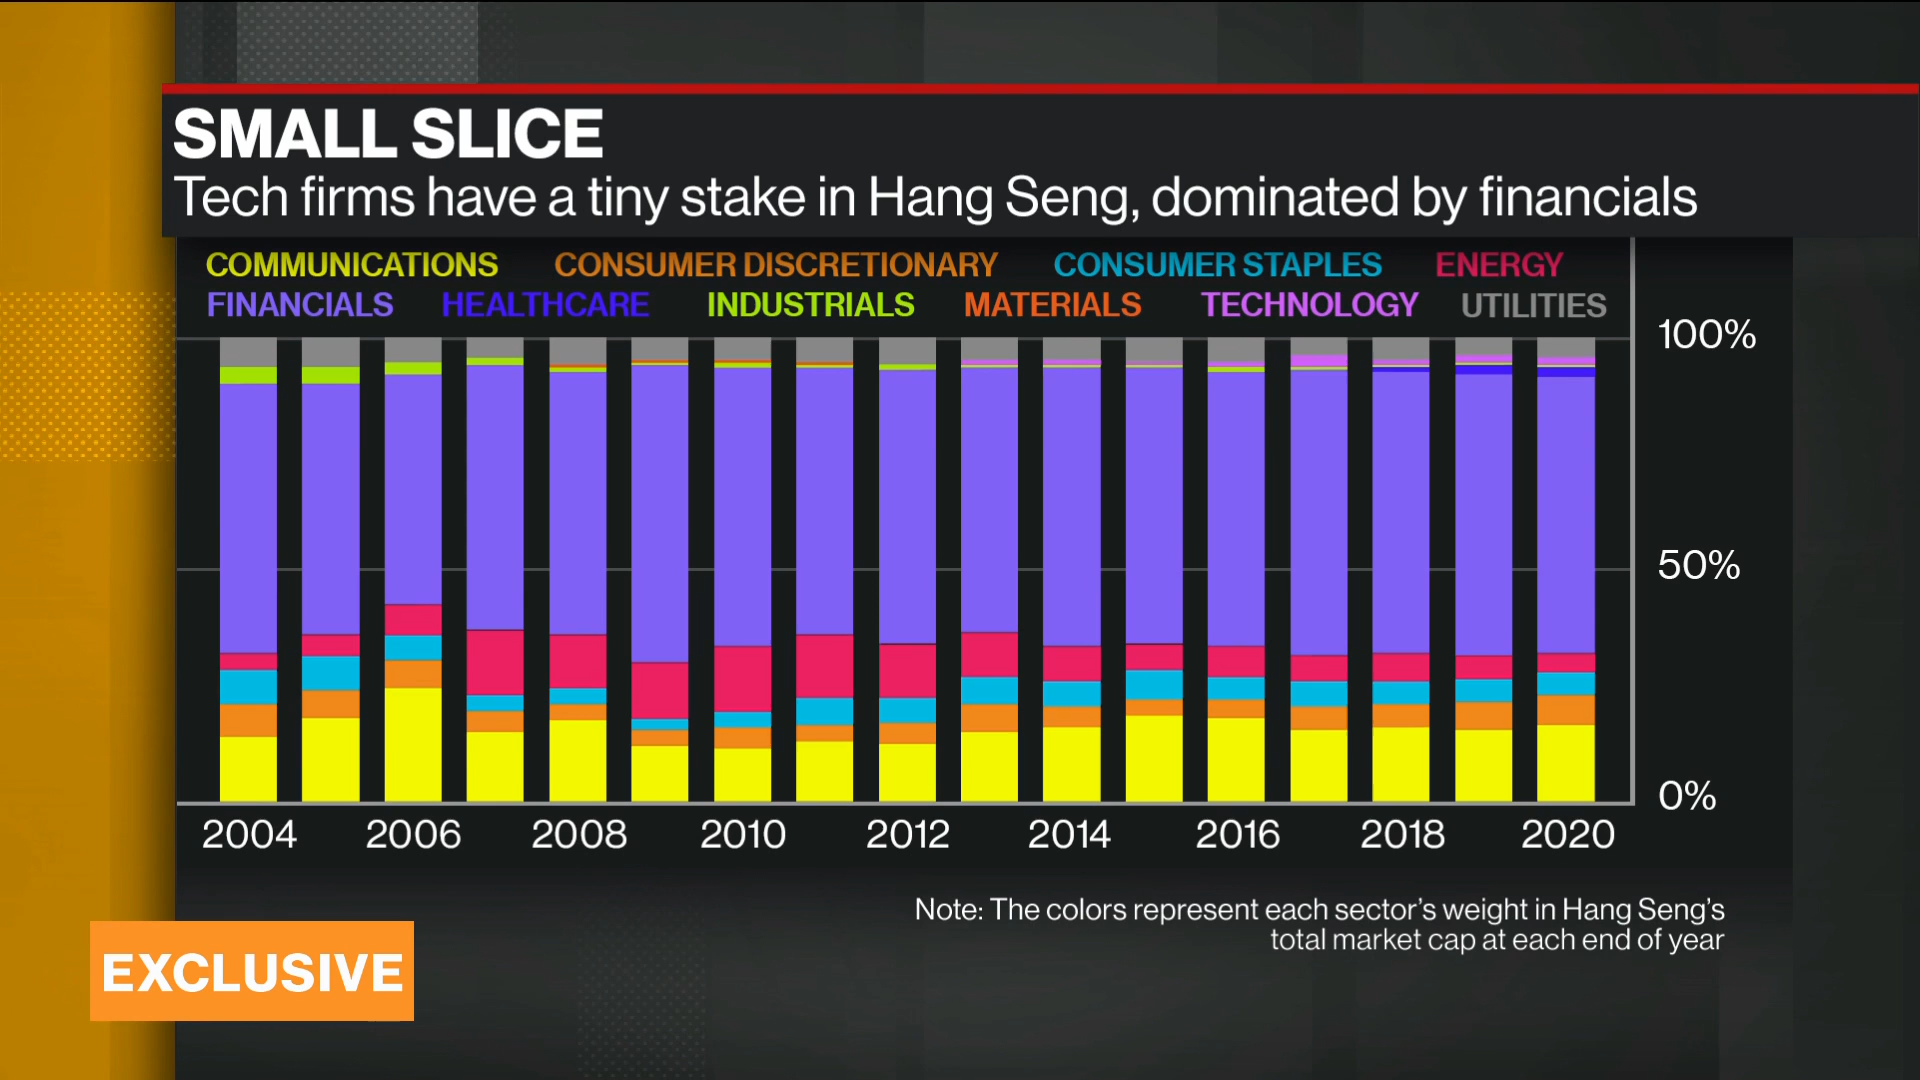 SMALL SLICE
Tech firms have a tiny stake in Hang Seng, dominated by financials
COMMUNICATIONS CONSUMER DISCRETIONARY CONSUMER STAPLES ENERGY
FINANCIALS HEALTHCARE INDUSTRIALS MATERIALS TECHNOLOGY UTILITIES
100%
50%
0%
2004 2006 2008 2010 2012 2014 2016 2018 2020
Note: The colors represent each sector's weight in Hang Seng's
total market cap at each end of year
EXCLUSIVE